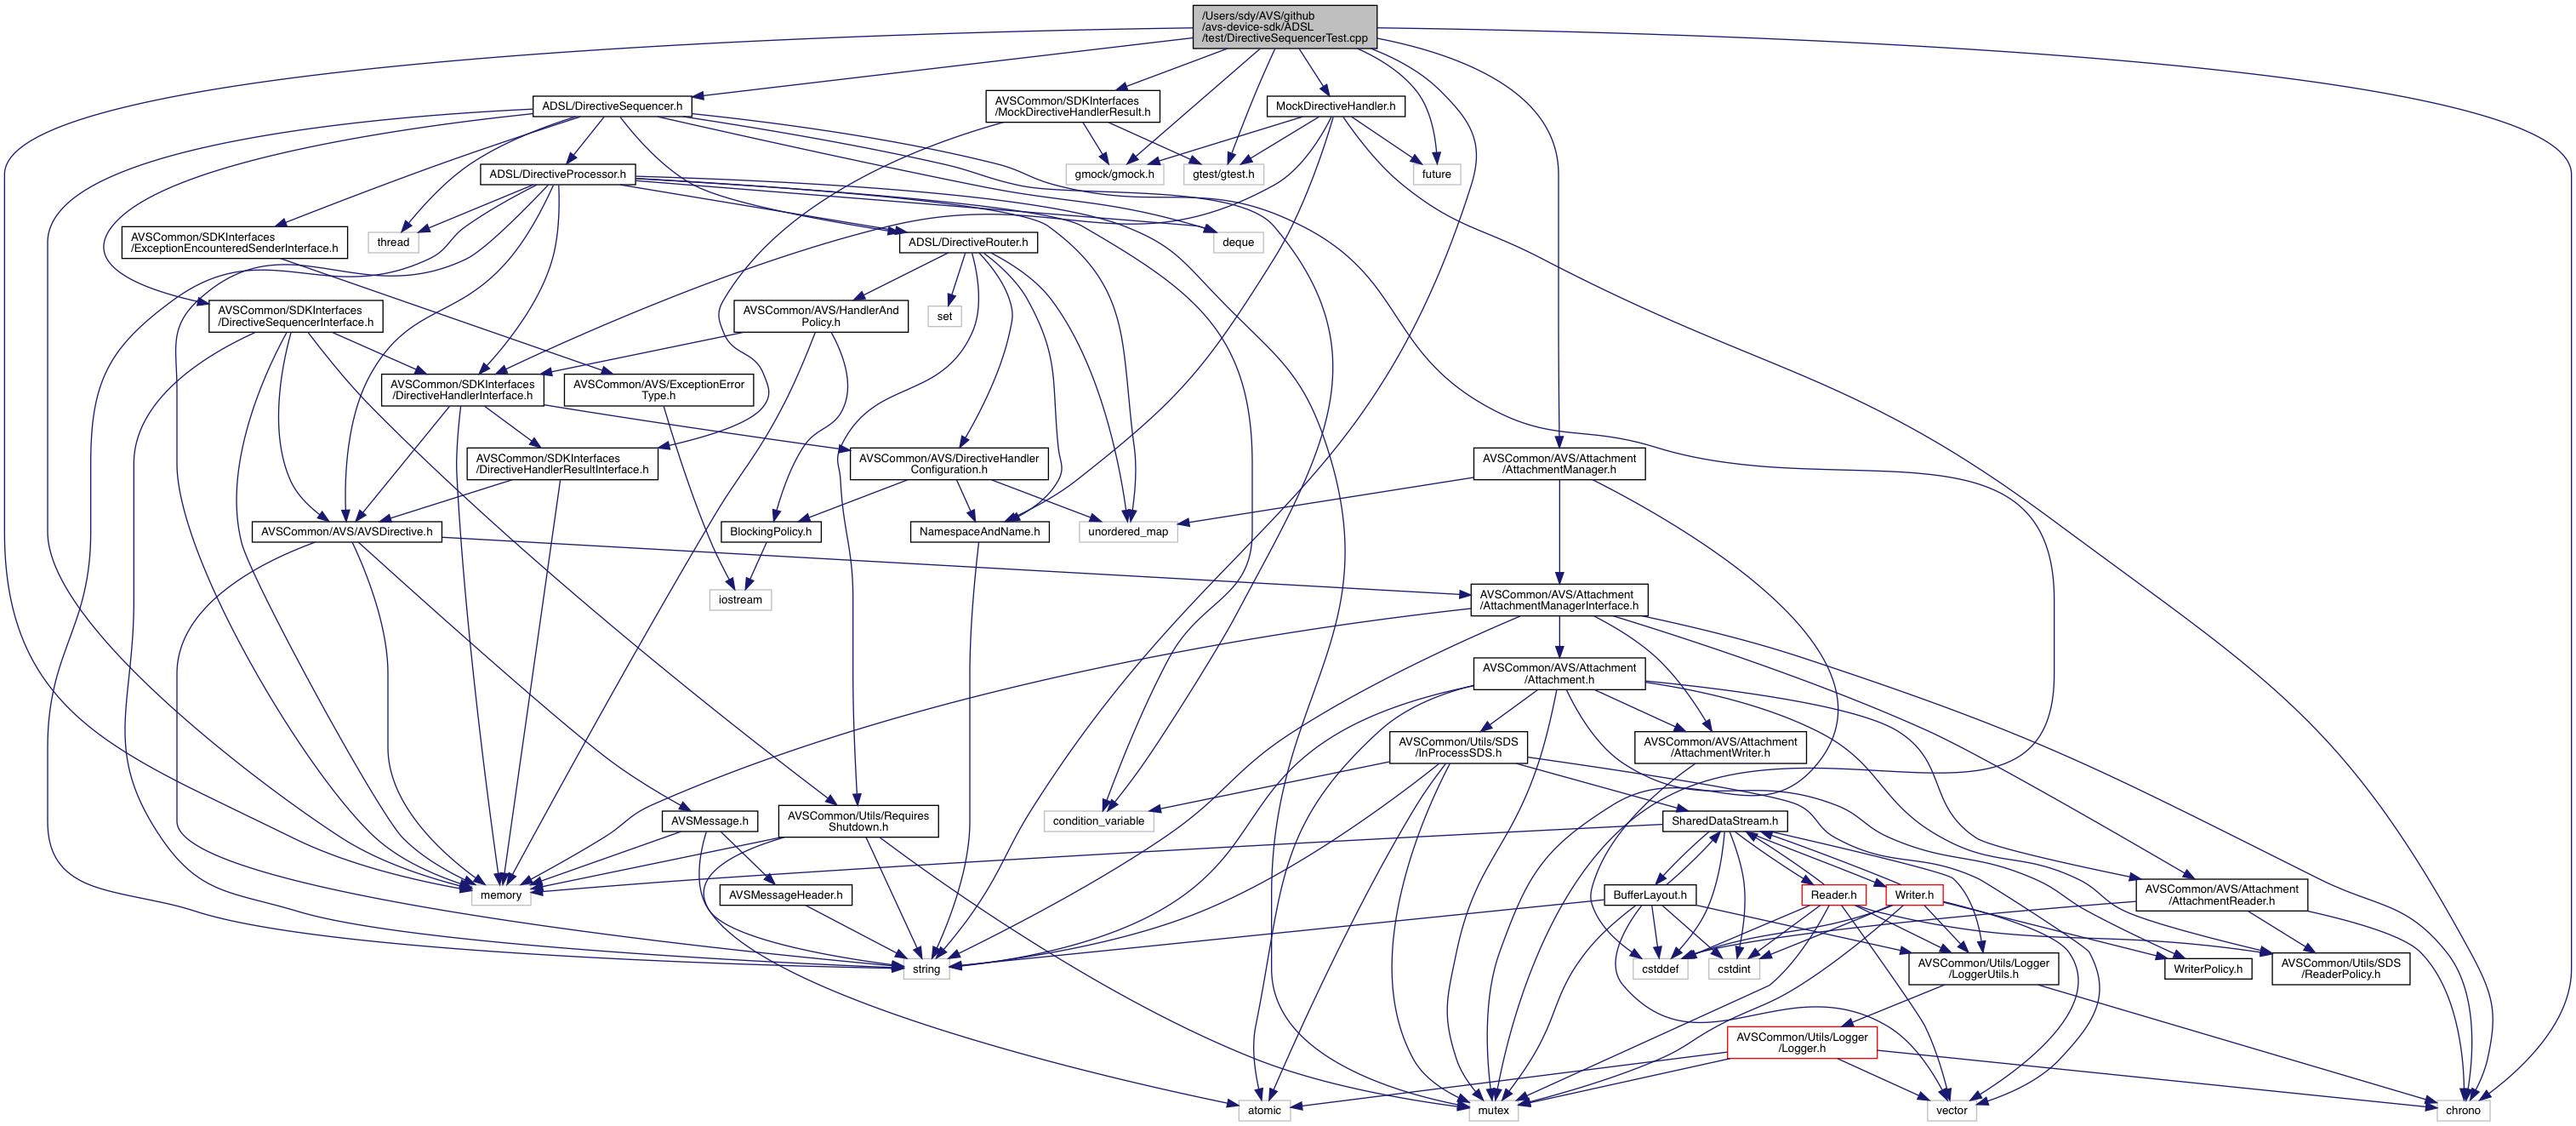 /Users/sdy/AVS/github
/avs-device-sdk/ADSL
/test/DirectiveSequencerTest.cpp
ADSL/DirectiveSequencer.h
AVSCommon/SDKInterfaces
/MockDirectiveHandlerResult.h
MockDirectiveHandler.h
ADSL/DirectiveProcessor.h
gmock/gmock.h
gtest/gtest.h
future
AVSCommon/SDKInterfaces
/ExceptionEncounteredSenderInterface.h
thread
ADSL/DirectiveRouter.h
deque
AVSCommon/SDKInterfaces
/DirectiveSequencerInterface.h
AVSCommon/AVS/HandlerAnd
Policy.h
set
AVSCommon/SDKInterfaces
/DirectiveHandlerInterface.h
AVSCommon/AVS/ExceptionError
Type.h
AVSCommon/SDKInterfaces
/DirectiveHandlerResultInterface.h
AVSCommon/AVS/DirectiveHandler
Configuration.h
AVSCommon/AVS/Attachment
/AttachmentManager.h
AVSCommon/AVS/AVSDirective.h
BlockingPolicy.h
NamespaceAndName.h
unordered_map
iostream
AVSCommon/AVS/Attachment
/AttachmentManagerInterface.h
AVSCommon/AVS/Attachment
/Attachment.h
AVSCommon/Utils/SDS
/InProcessSDS.h
AVSCommon/AVS/Attachment
/AttachmentWriter.h
AVSMessage.h
AVSCommon/Utils/Requires
Shutdown.h
condition_variable
SharedDataStream.h
memory
AVSMessageHeader.h
BufferLayout.h
Reader.h
Writer.h
AVSCommon/AVS/Attachment
/AttachmentReader.h
string
cstddef
cstdint
AVSCommon/Utils/Logger
/LoggerUtils.h
WriterPolicy.h
AVSCommon/Utils/SDS
/ReaderPolicy.h
AVSCommon/Utils/Logger
/Logger.h
atomic
mutex
vector
chrono